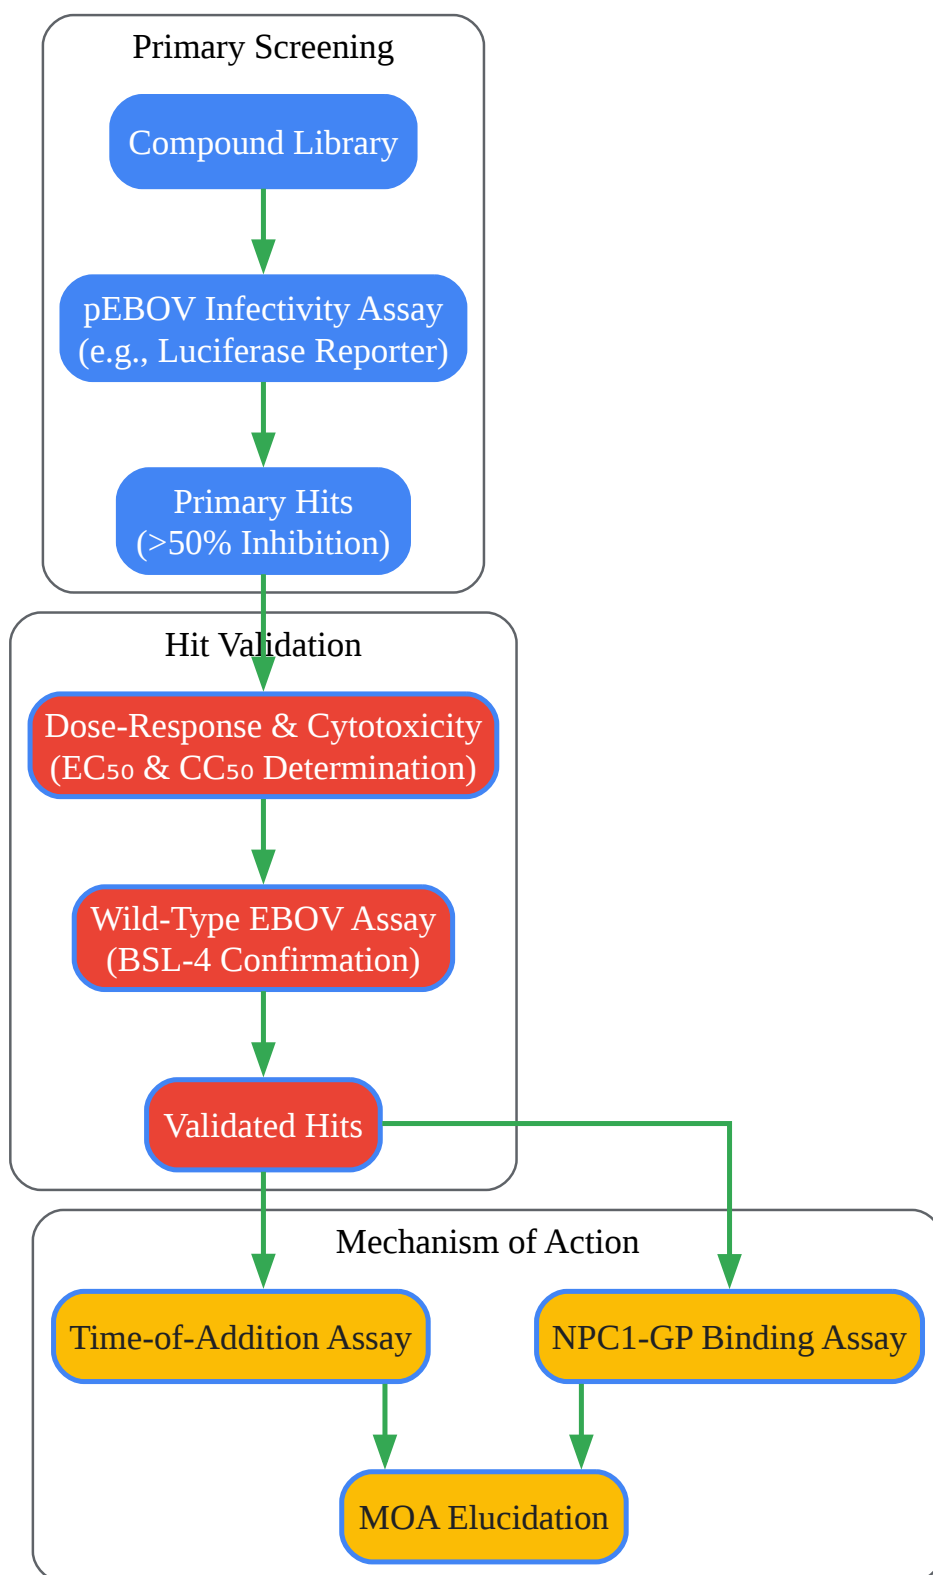 Primary Screening
Compound Library
pEBOV Infectivity Assay
(e.g., Luciferase Reporter)
Primary Hits
(>50% Inhibition)
Hit Validation
Dose-Response & Cytotoxicity
(EC₅₀ & CC₅₀ Determination)
Wild-Type EBOV Assay
(BSL-4 Confirmation)
Validated Hits
Mechanism of Action
Time-of-Addition Assay
NPC1-GP Binding Assay
MOA Elucidation